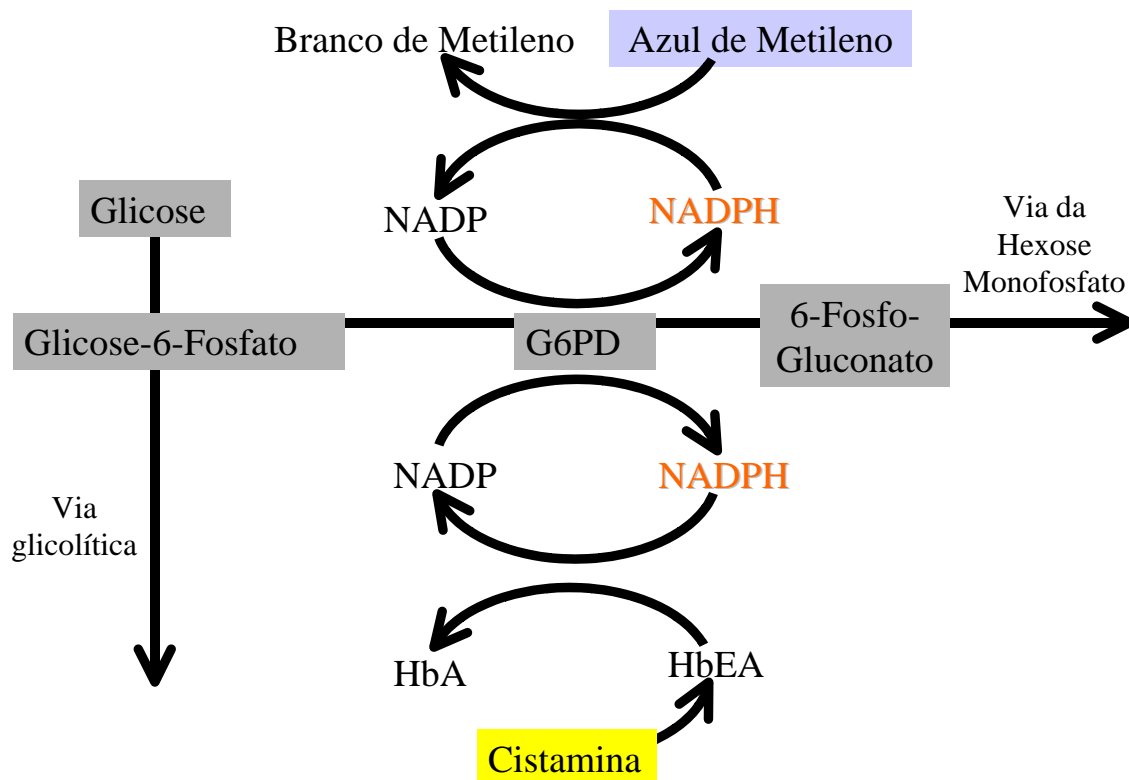 Branco de Metileno
Azul de Metileno
Glicose
NADP
NADPH
Via da
Hexose
Monofosfato
Glicose-6-Fosfato
G6PD
6-Fosfo-
Gluconato
NADP
NADPH
Via
glicolítica
HbA
HbEA
Cistamina